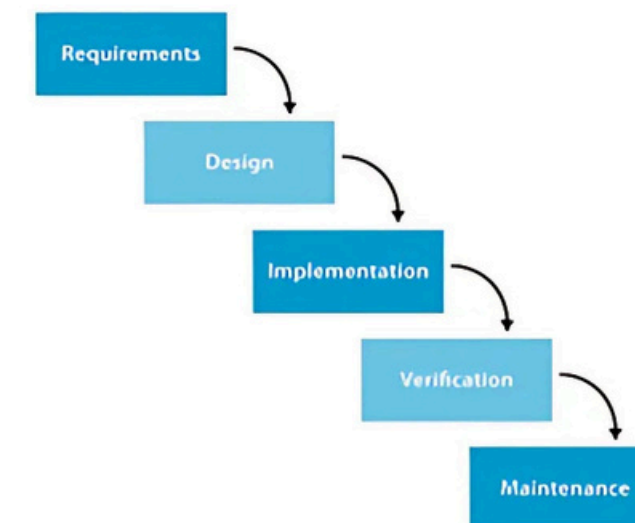 Requirements
Design
Implementation
Verification
Maintenance